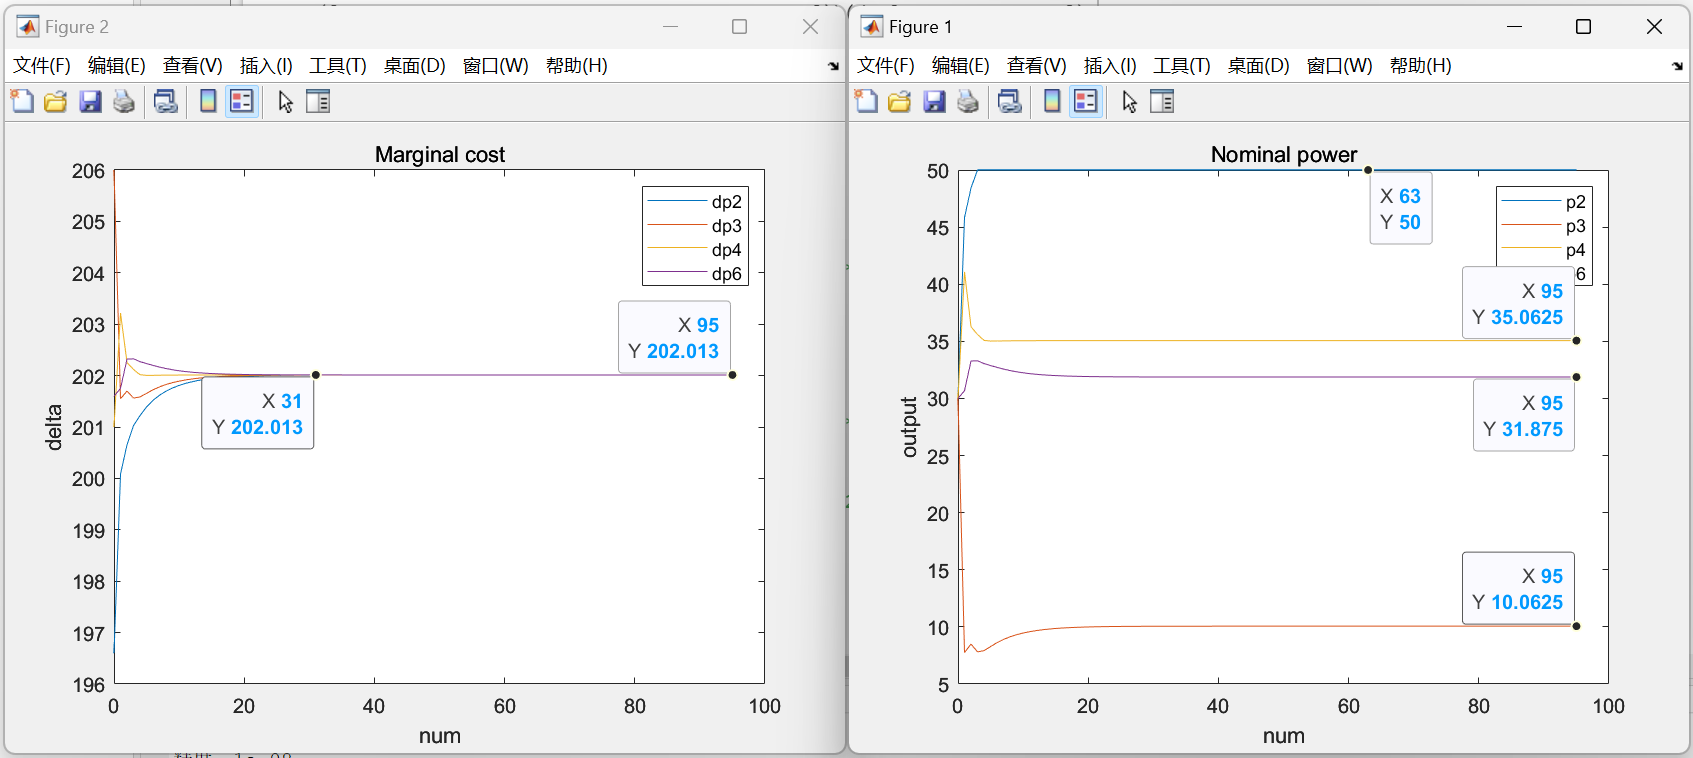 Figure 2
文件(F) 编辑(E) 查看(V) 插入(I) 工具(T) 桌面(D) 窗口(W) 帮助(H)
Marginal cost
206
205
204
203
202
201
200
199
198
197
196
delta
0 20 40 60 80 100
num
dp2
dp3
dp4
dp6
X 95
Y 202.013
X 31
Y 202.013
Figure 1
文件(F) 编辑(E) 查看(V) 插入(I) 工具(T) 桌面(D) 窗口(W) 帮助(H)
Nominal power
50
45
40
35
30
25
20
15
10
5
output
0 20 40 60 80 100
num
p2
p3
p4
6
X 63
Y 50
X 95
Y 35.0625
X 95
Y 31.875
X 95
Y 10.0625